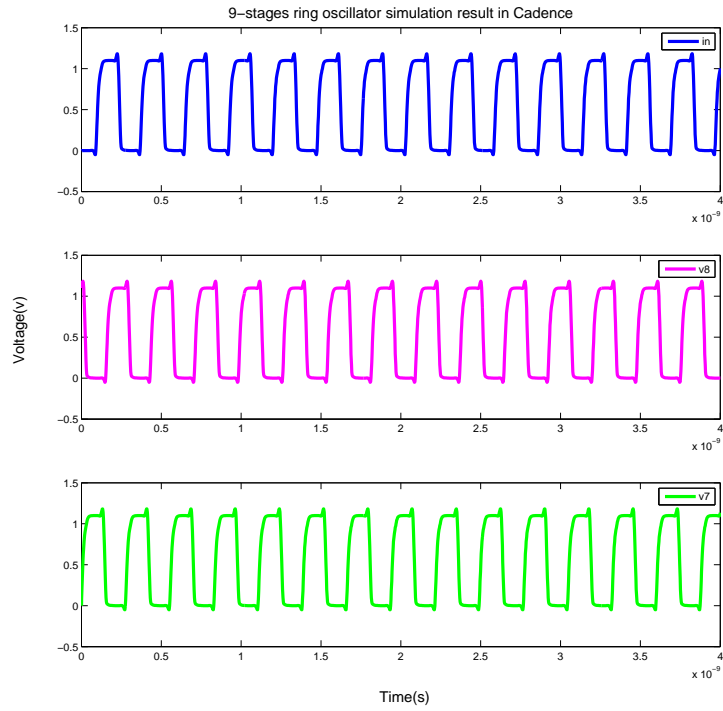 9−stages ring oscillator simulation result in Cadence
1.5
1
0.5
0
−0.5
0 0.5 1 1.5 2 2.5 3 3.5 4
x 10⁻⁹
in
1.5
1
0.5
0
−0.5
0 0.5 1 1.5 2 2.5 3 3.5 4
x 10⁻⁹
v8
Voltage(v)
1.5
1
0.5
0
−0.5
0 0.5 1 1.5 2 2.5 3 3.5 4
x 10⁻⁹
v7
Time(s)